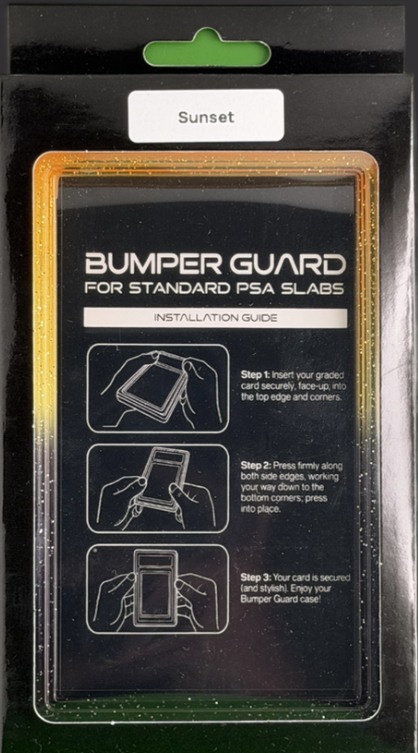 Sunset
BUMPER GUARD
FOR STANDARD PSA SLABS
INSTALLATION GUIDE
Step 1: Insert your graded
card securely, face-up, into
the top edge and corners.
Step 2: Press firmly along
both side edges, working
your way down to the
bottom corners; press
into place.
Step 3: Your card is secured
(and stylish). Enjoy your
Bumper Guard case!